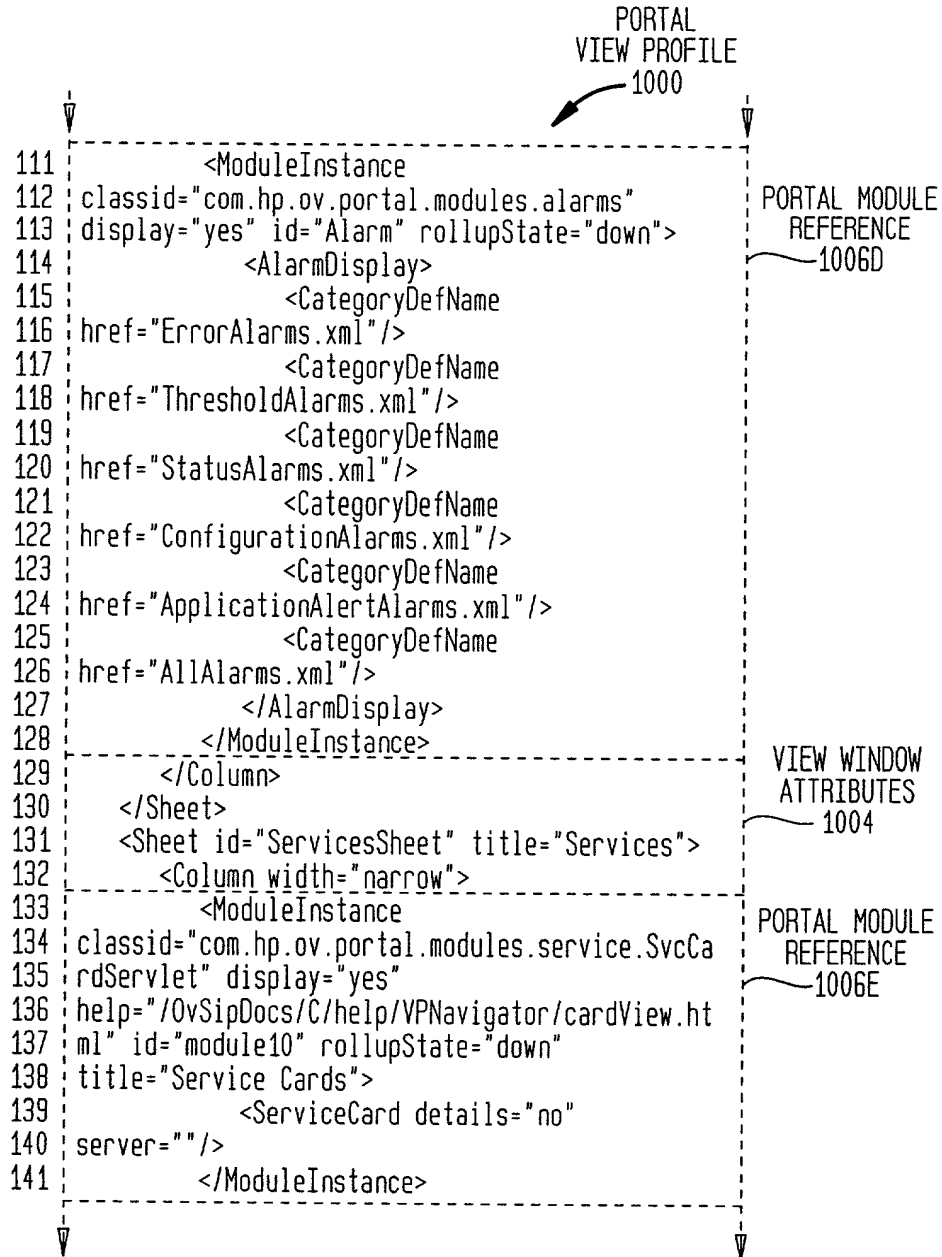 PORTAL
VIEW PROFILE
1000
111 <ModuleInstance
112 classid="com.hp.ov.portal.modules.alarms"
113 display="yes" id="Alarm" rollupState="down">
114 <AlarmDisplay>
115 <CategoryDefName
116 href="ErrorAlarms.xml"/>
117 <CategoryDefName
118 href="ThresholdAlarms.xml"/>
119 <CategoryDefName
120 href="StatusAlarms.xml"/>
121 <CategoryDefName
122 href="ConfigurationAlarms.xml"/>
123 <CategoryDefName
124 href="ApplicationAlertAlarms.xml"/>
125 <CategoryDefName
126 href="AllAlarms.xml"/>
127 </AlarmDisplay>
128 </ModuleInstance>
PORTAL MODULE
REFERENCE
1006D
129 </Column>
130 </Sheet>
131 <Sheet id="ServicesSheet" title="Services">
132 <Column width="narrow">
VIEW WINDOW
ATTRIBUTES
1004
133 <ModuleInstance
134 classid="com.hp.ov.portal.modules.service.SvcCa
135 rdServlet" display="yes"
136 help="/OvSipDocs/C/help/VPNavigator/cardView.ht
137 ml" id="module10" rollupState="down"
138 title="Service Cards">
139 <ServiceCard details="no"
140 server=""/>
141 </ModuleInstance>
PORTAL MODULE
REFERENCE
1006E